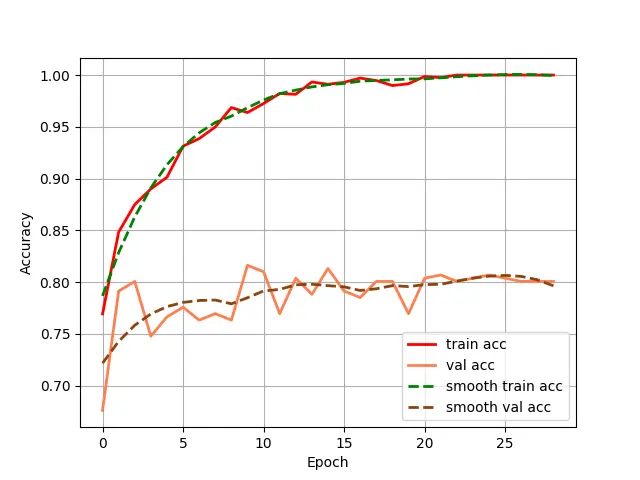 1.00
0.95
0.90
0.85
0.80
0.75
0.70
Accuracy
train acc
val acc
smooth train acc
smooth val acc
0 5 10 15 20 25
Epoch